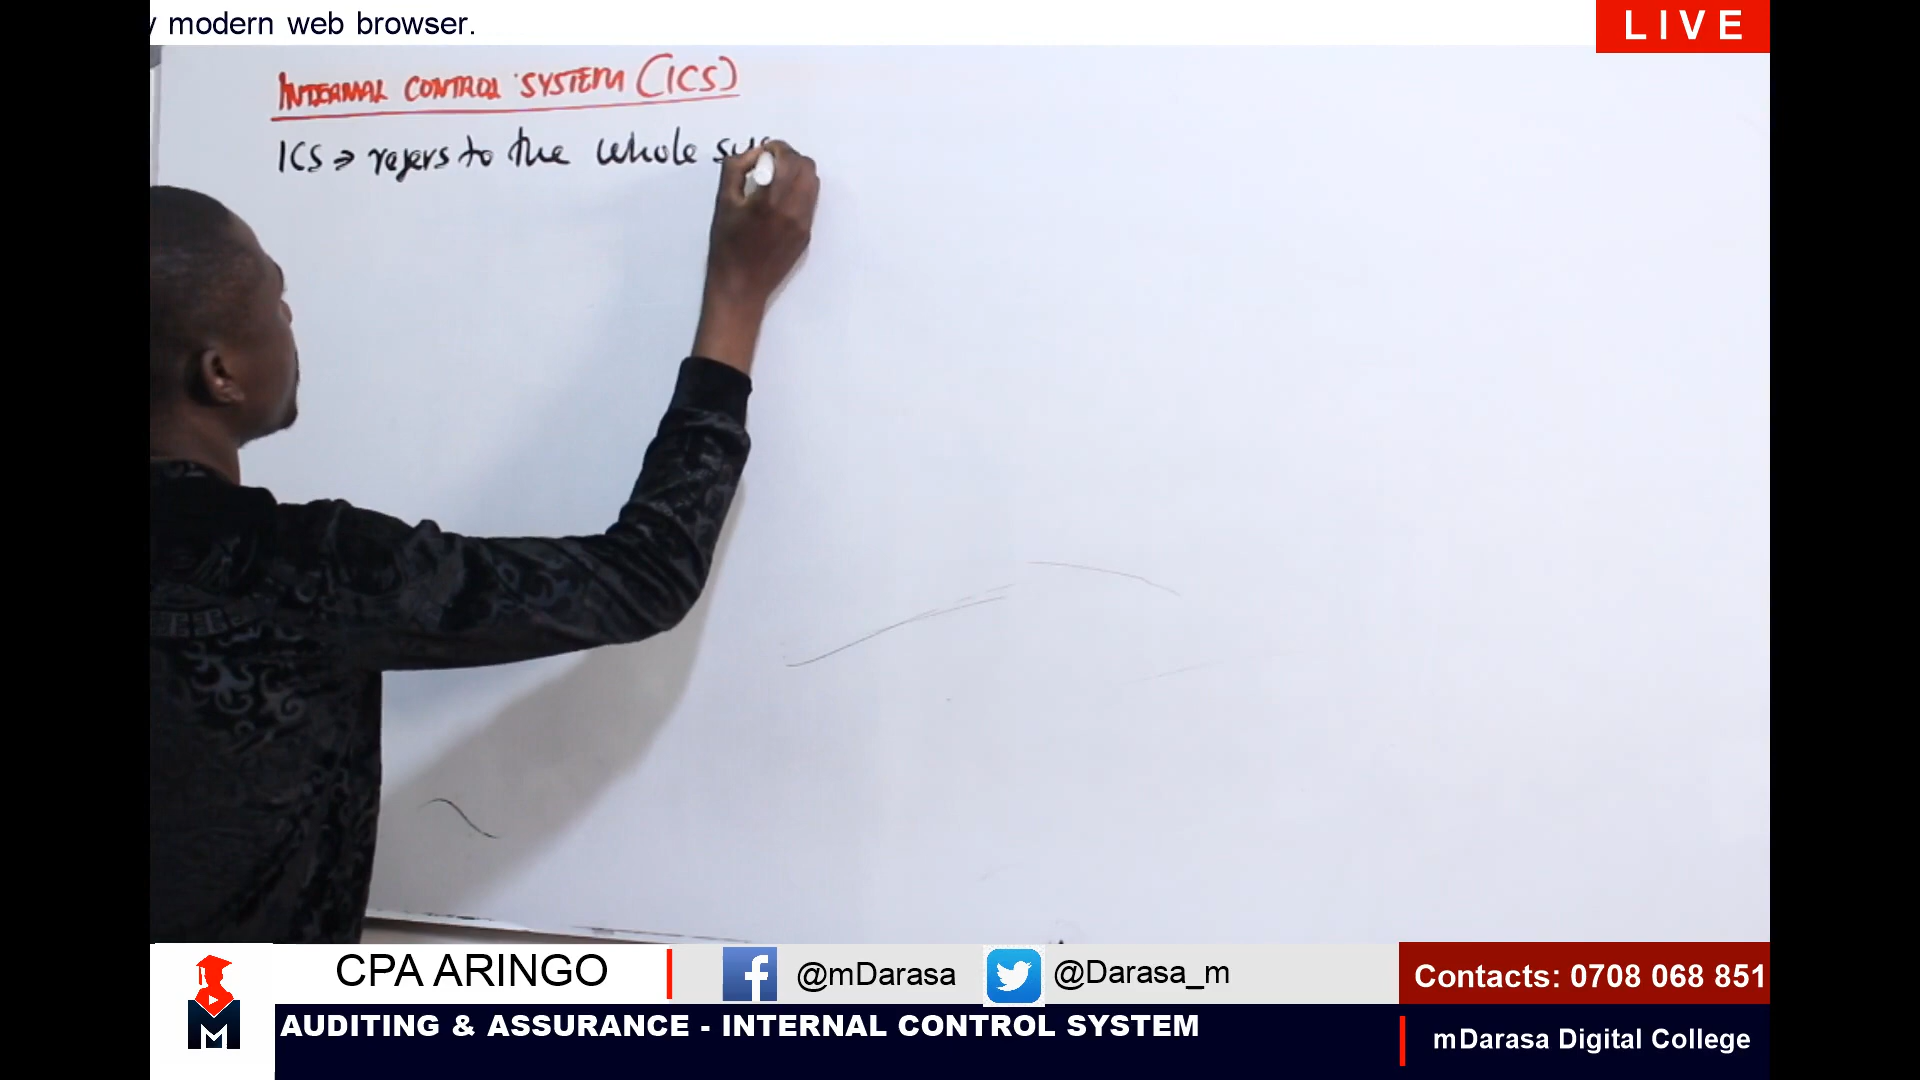 modern web browser.
LIVE
INTERNAL CONTROL SYSTEM (ICS)
ICS => refers to the whole
CPA ARINGO
@mDarasa
@Darasa_m
Contacts: 0708 068 851
M
AUDITING & ASSURANCE - INTERNAL CONTROL SYSTEM
mDarasa Digital College